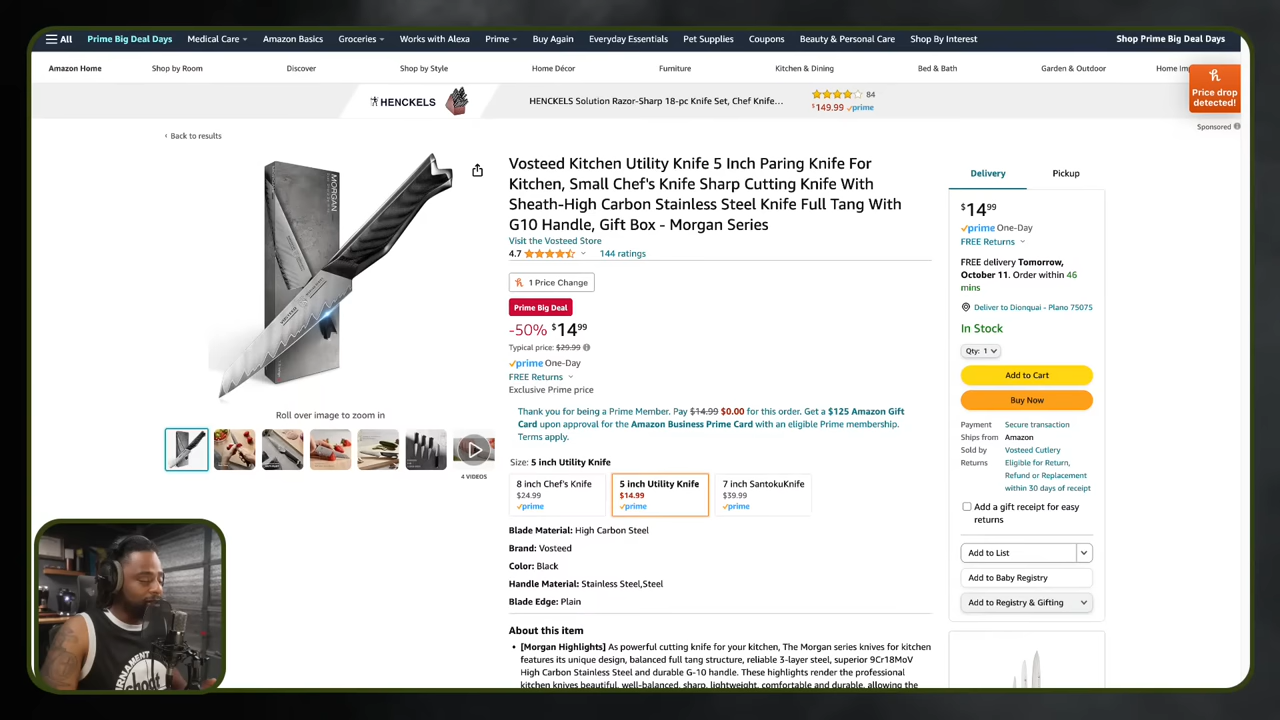 All
Prime Big Deal Days
Medical Care
Amazon Basics
Groceries
Works with Alexa
Prime
Buy Again
Everyday Essentials
Pet Supplies
Coupons
Beauty & Personal Care
Shop By Interest
Shop Prime Big Deal Days
Amazon Home
Shop by Room
Discover
Shop by Style
Home Décor
Furniture
Kitchen & Dining
Bed & Bath
Garden & Outdoor
Home Im
Price drop
detected!
HENCKELS
HENCKELS Solution Razor-Sharp 18-pc Knife Set, Chef Knife...
84
$149.99 prime
Sponsored
‹ Back to results
MORGAN
Roll over image to zoom in
4 VIDEOS
Vosteed Kitchen Utility Knife 5 Inch Paring Knife For
Kitchen, Small Chef's Knife Sharp Cutting Knife With
Sheath-High Carbon Stainless Steel Knife Full Tang With
G10 Handle, Gift Box - Morgan Series
Visit the Vosteed Store
4.7 144 ratings
1 Price Change
Prime Big Deal
-50% $14 99
Typical price: $29.99
prime One-Day
FREE Returns
Exclusive Prime price
Thank you for being a Prime Member. Pay $14.99 $0.00 for this order. Get a $125 Amazon Gift
Card upon approval for the Amazon Business Prime Card with an eligible Prime membership.
Terms apply.
Size: 5 inch Utility Knife
8 inch Chef's Knife
$24.99
prime
5 inch Utility Knife
$14.99
prime
7 inch SantokuKnife
$39.99
prime
Blade Material: High Carbon Steel
Brand: Vosteed
Color: Black
Handle Material: Stainless Steel,Steel
Blade Edge: Plain
About this item
• [Morgan Highlights] As powerful cutting knife for your kitchen, The Morgan series knives for kitchen
features its unique design, balanced full tang structure, reliable 3-layer steel, superior 9Cr18MoV
High Carbon Stainless Steel and durable G-10 handle. These highlights render the professional
kitchen knives beautiful, well-balanced, sharp, lightweight, comfortable and durable, allowing the
Delivery
Pickup
$14 99
prime One-Day
FREE Returns
FREE delivery Tomorrow,
October 11. Order within 46
mins
Deliver to Dionquai - Plano 75075
In Stock
Qty: 1
Add to Cart
Buy Now
Payment Secure transaction
Ships from Amazon
Sold by Vosteed Cutlery
Returns Eligible for Return,
Refund or Replacement
within 30 days of receipt
Add a gift receipt for easy
returns
Add to List
Add to Baby Registry
Add to Registry & Gifting